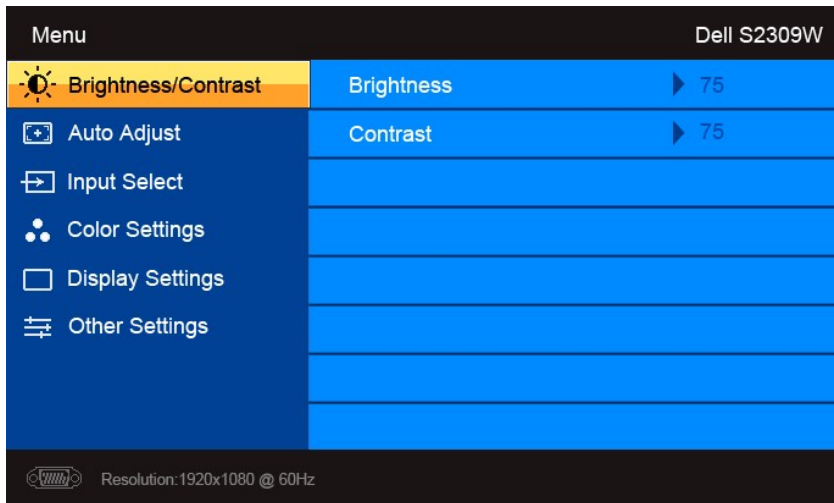 Menu Dell S2309W
Brightness/Contrast Brightness 75
Auto Adjust Contrast 75
Input Select
Color Settings
Display Settings
Other Settings
Resolution:1920x1080 @ 60Hz